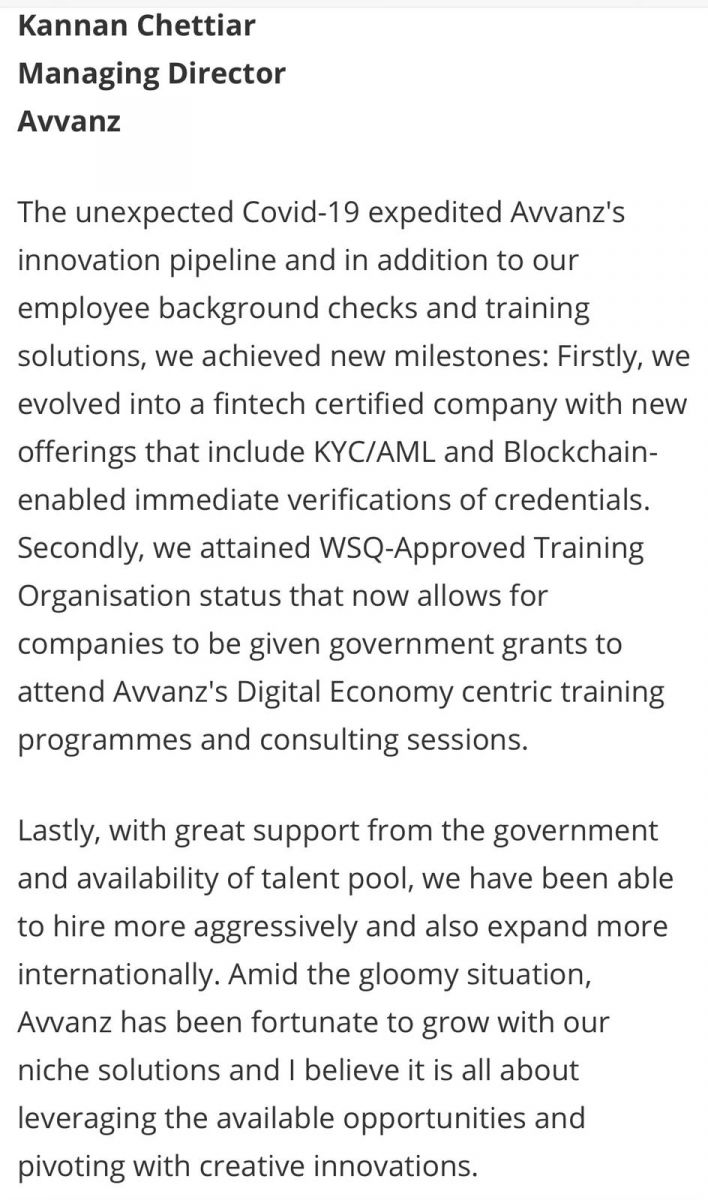 Kannan Chettiar
Managing Director
Avvanz
The unexpected Covid-19 expedited Avvanz's
innovation pipeline and in addition to our
employee background checks and training
solutions, we achieved new milestones: Firstly, we
evolved into a fintech certified company with new
offerings that include KYC/AML and Blockchain-
enabled immediate verifications of credentials.
Secondly, we attained WSQ-Approved Training
Organisation status that now allows for
companies to be given government grants to
attend Avvanz's Digital Economy centric training
programmes and consulting sessions.
Lastly, with great support from the government
and availability of talent pool, we have been able
to hire more aggressively and also expand more
internationally. Amid the gloomy situation,
Avvanz has been fortunate to grow with our
niche solutions and I believe it is all about
leveraging the available opportunities and
pivoting with creative innovations.